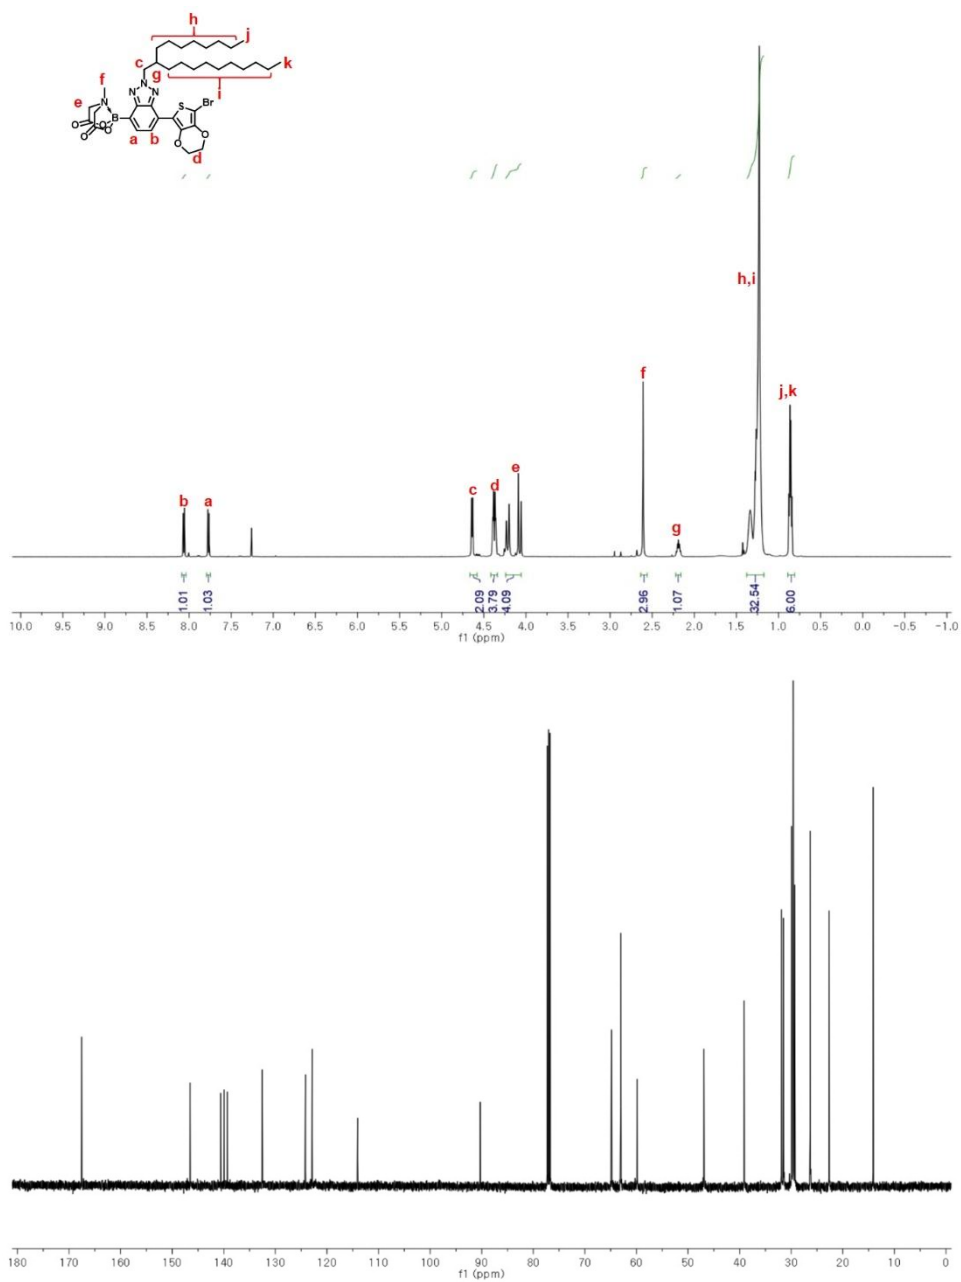 h
j
c
g
k
f
i
N
N N
e
N
S
Br
O
O
B
O
O
a
b
O
O
d
h,i
f
j,k
e
d
c
b
a
g
1.01
1.03
2.09
3.79
4.09
2.96
1.07
32.54
6.00
10.0 9.5 9.0 8.5 8.0 7.5 7.0 6.5 6.0 5.5 5.0 4.5 4.0 3.5 3.0 2.5 2.0 1.5 1.0 0.5 0.0 -0.5 -1.0
f1 (ppm)
180 170 160 150 140 130 120 110 100 90 80 70 60 50 40 30 20 10 0
f1 (ppm)